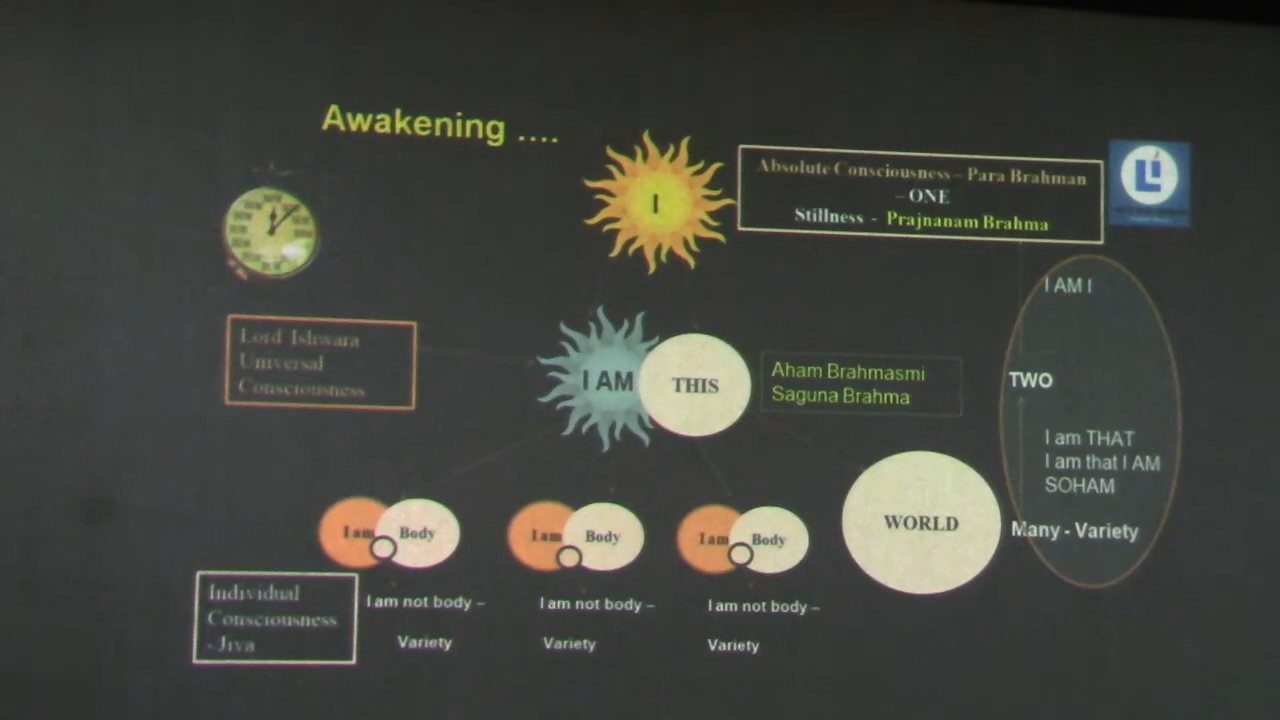 Awakening ....
I
Absolute Consciousness – Para Brahman
– ONE
Stillness - Prajnanam Brahma
LI
I AM I
Lord Ishwara
Universal
Consciousness
I AM
THIS
Aham Brahmasmi
Saguna Brahma
TWO
I am THAT
I am that I AM
SOHAM
Many - Variety
I am
Body
I am
Body
I am
Body
WORLD
Individual
Consciousness
- Jiva
I am not body –
Variety
I am not body –
Variety
I am not body –
Variety